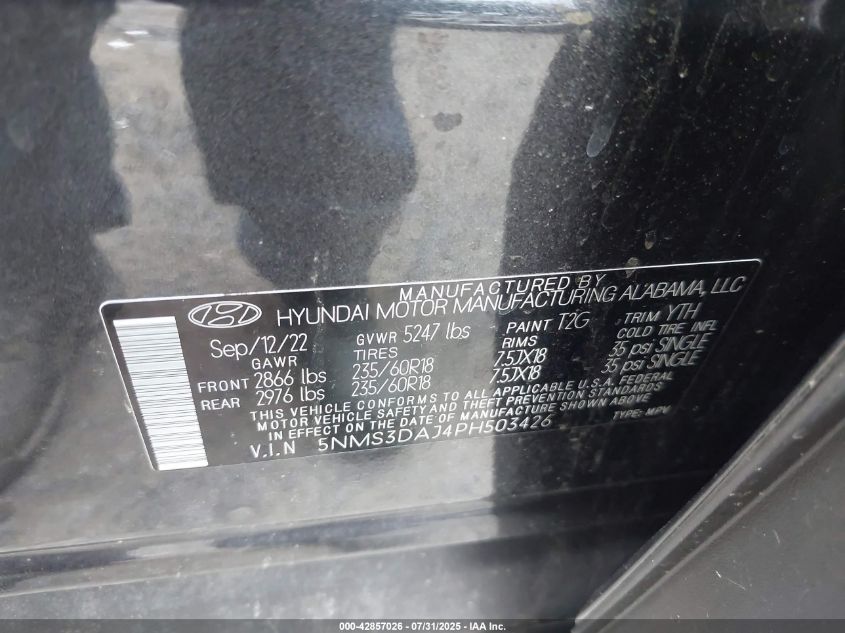 MANUFACTURED BY
HYUNDAI MOTOR MANUFACTURING ALABAMA, LLC
Sep/12/22 GVWR 5247 lbs PAINT T2G TRIM YTH
GAWR TIRES RIMS COLD TIRE INFL
FRONT 2866 lbs 235/60R18 7.5JX18 35 psi SINGLE
REAR 2976 lbs 235/60R18 7.5JX18 35 psi SINGLE
THIS VEHICLE CONFORMS TO ALL APPLICABLE U.S.A. FEDERAL
MOTOR VEHICLE SAFETY AND THEFT PREVENTION STANDARDS
IN EFFECT ON THE DATE OF MANUFACTURE SHOWN ABOVE
V.I.N 5NMS3DAJ4PH503426 TYPE: MPV
000-42857026 - 07/31/2025 - IAA Inc.